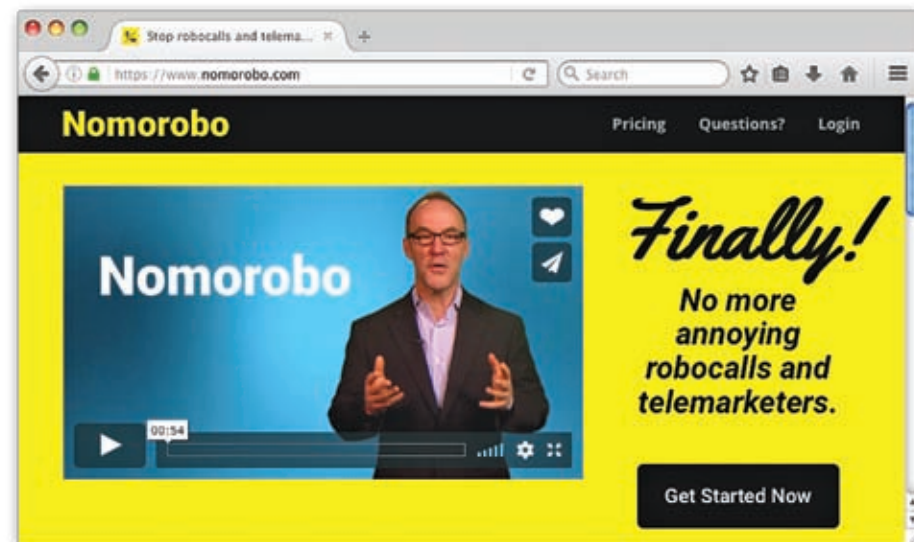 Stop robocalls and telema...
https://www.nomorobo.com
Search
Nomorobo
Pricing Questions? Login
Nomorobo
Finally!
No more
annoying
robocalls and
telemarketers.
00:54
Get Started Now